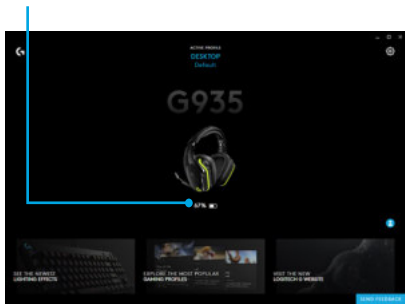 ACTIVE PROFILE
DESKTOP
Default
G935
67%
SEE THE NEWEST
LIGHTING EFFECTS
EXPLORE THE MOST POPULAR
GAMING PROFILES
VISIT THE NEW
LOGITECH G WEBSITE
SEND FEEDBACK